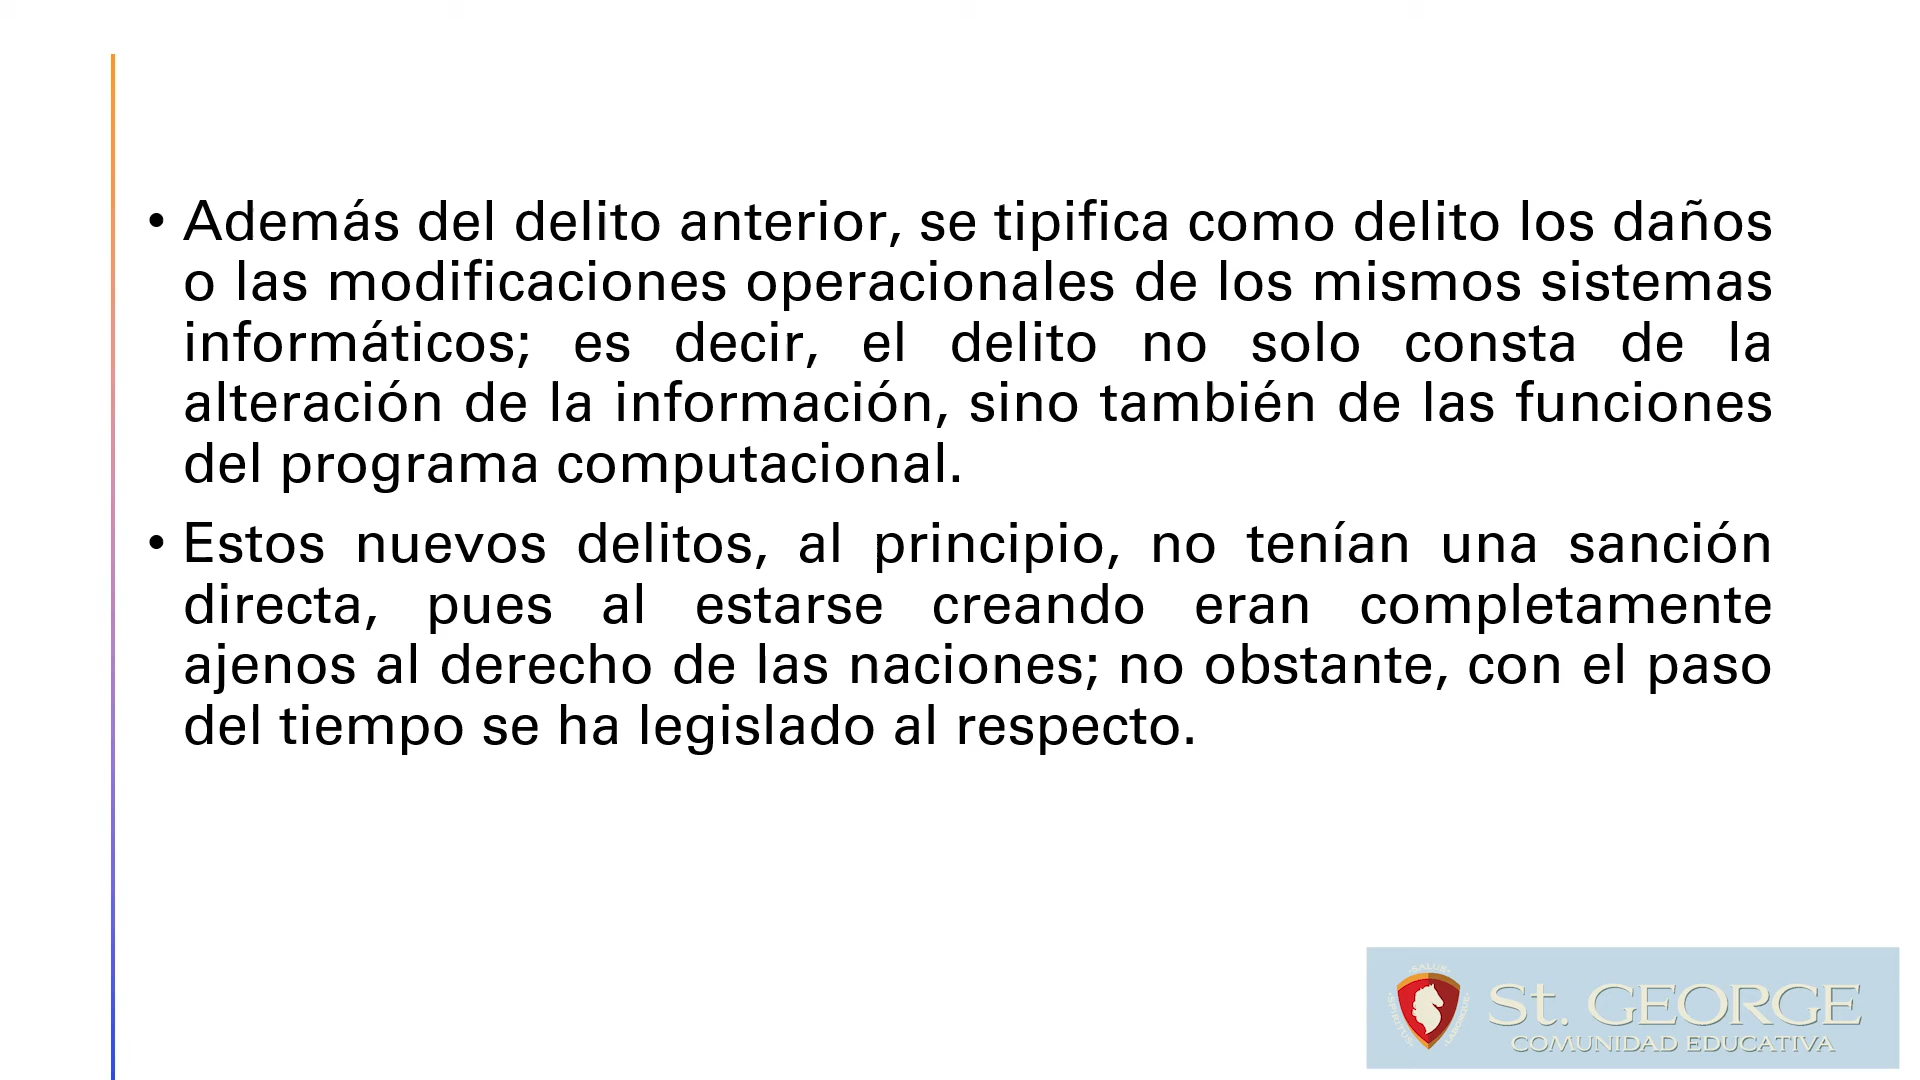 • Además del delito anterior, se tipifica como delito los daños
o las modificaciones operacionales de los mismos sistemas
informáticos; es decir, el delito no solo consta de la
alteración de la información, sino también de las funciones
del programa computacional.
• Estos nuevos delitos, al principio, no tenían una sanción
directa, pues al estarse creando eran completamente
ajenos al derecho de las naciones; no obstante, con el paso
del tiempo se ha legislado al respecto.
SALUS
SPIRITUS
St. GEORGE
COMUNIDAD EDUCATIVA